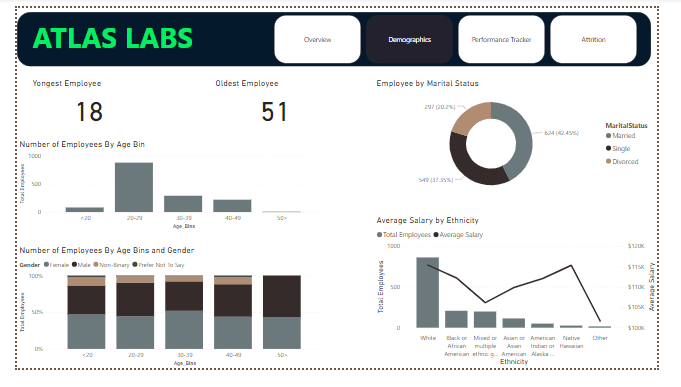 ATLAS LABS
Overview
Demographics
Performance Tracker
Attrition
Yongest Employee
18
Oldest Employee
51
Number of Employees By Age Bin
Total Employees
1000
500
0
<20
20-29
30-39
40-49
50>
Age_Bins
Number of Employees By Age Bins and Gender
Gender Female Male Non-Binary Prefer Not To Say
Total Employees
100%
50%
0%
<20
20-29
30-39
40-49
50>
Age_Bins
Employee by Marital Status
297 (20.2%)
624 (42.45%)
549 (37.35%)
MaritalStatus
Married
Single
Divorced
Average Salary by Ethnicity
Total Employees Average Salary
Total Employees
1000
500
0
$120K
$115K
$110K
$105K
$100K
Average Salary
White
Black or
African
American
Mixed or
multiple
ethnic g...
Asian or
Asian
American
American
Indian or
Alaska ...
Native
Hawaiian
Other
Ethnicity